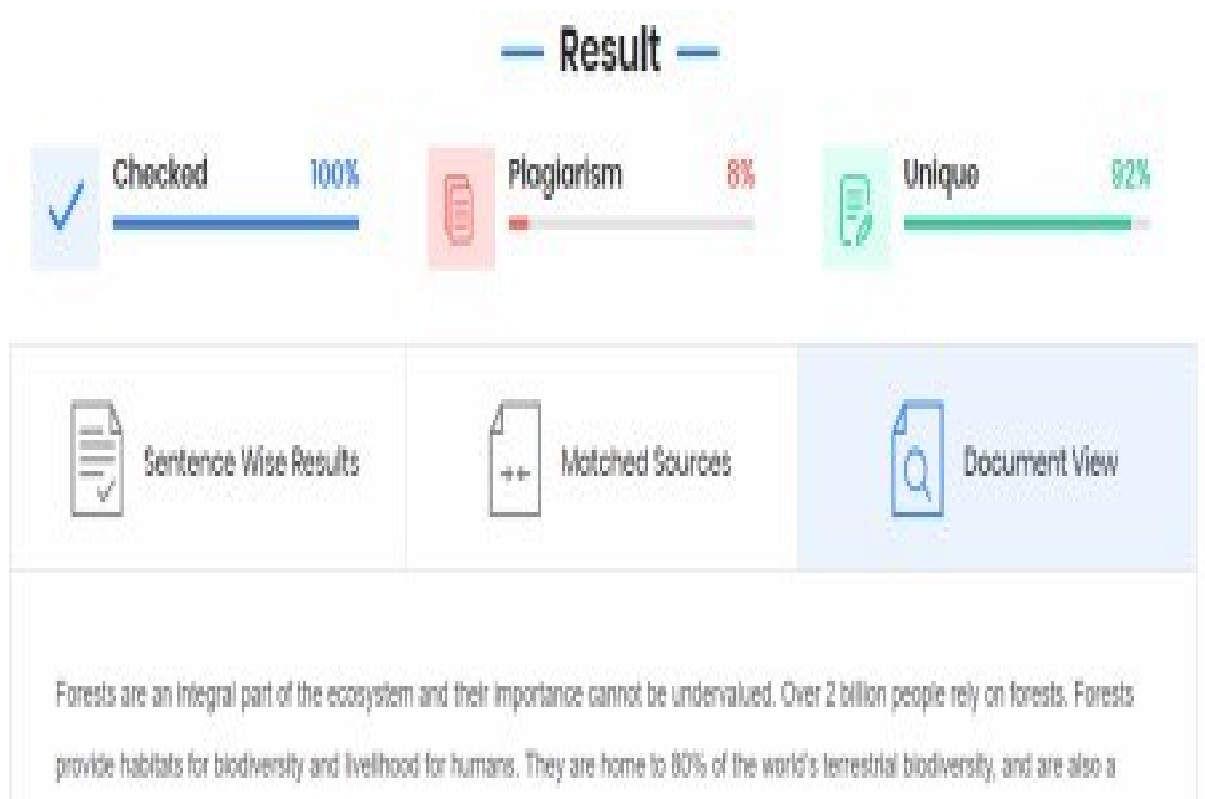 Result
Checked 100%
Plagiarism 8%
Unique 92%
Sentence Wise Results
Matched Sources
Document View
Forests are an integral part of the ecosystem and their importance cannot be undervalued. Over 2 billion people rely on forests. Forests
provide habitats for biodiversity and livelihood for humans. They are home to 80% of the world's terrestrial biodiversity, and are also a